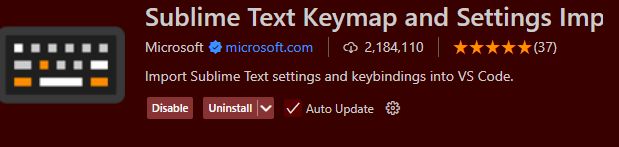 Sublime Text Keymap and Settings Imp
Microsoft microsoft.com 2,184,110 (37)
Import Sublime Text settings and keybindings into VS Code.
Disable Uninstall Auto Update